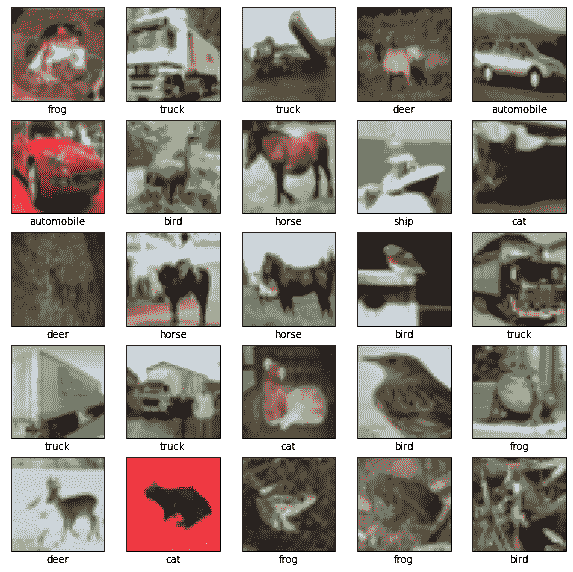 frog
truck
truck
deer
automobile
automobile
bird
horse
ship
cat
deer
horse
horse
bird
truck
truck
truck
cat
bird
frog
deer
cat
frog
frog
bird